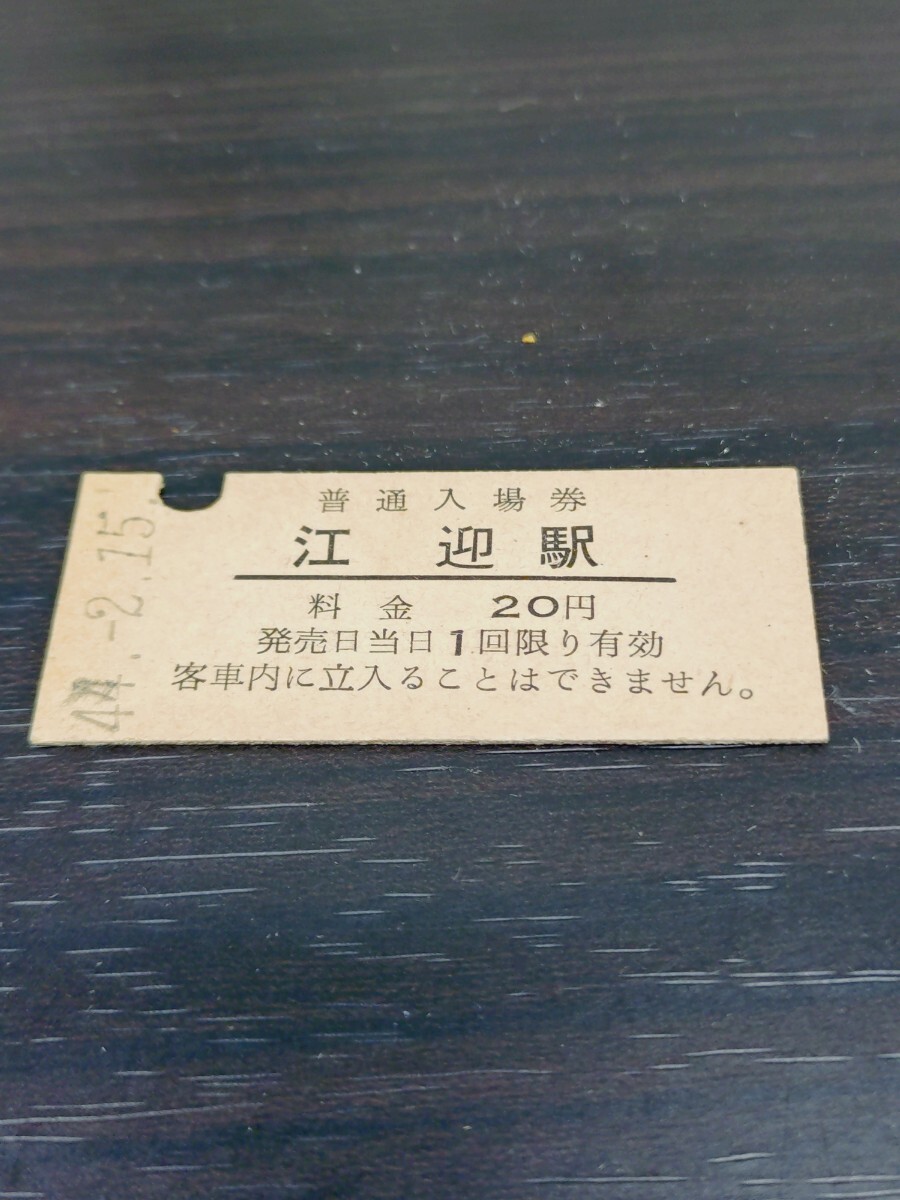 普通入場券
江迎駅
料金 20円
発売日当日1回限り有効
客車内に立入ることはできません。
44.-2.15.